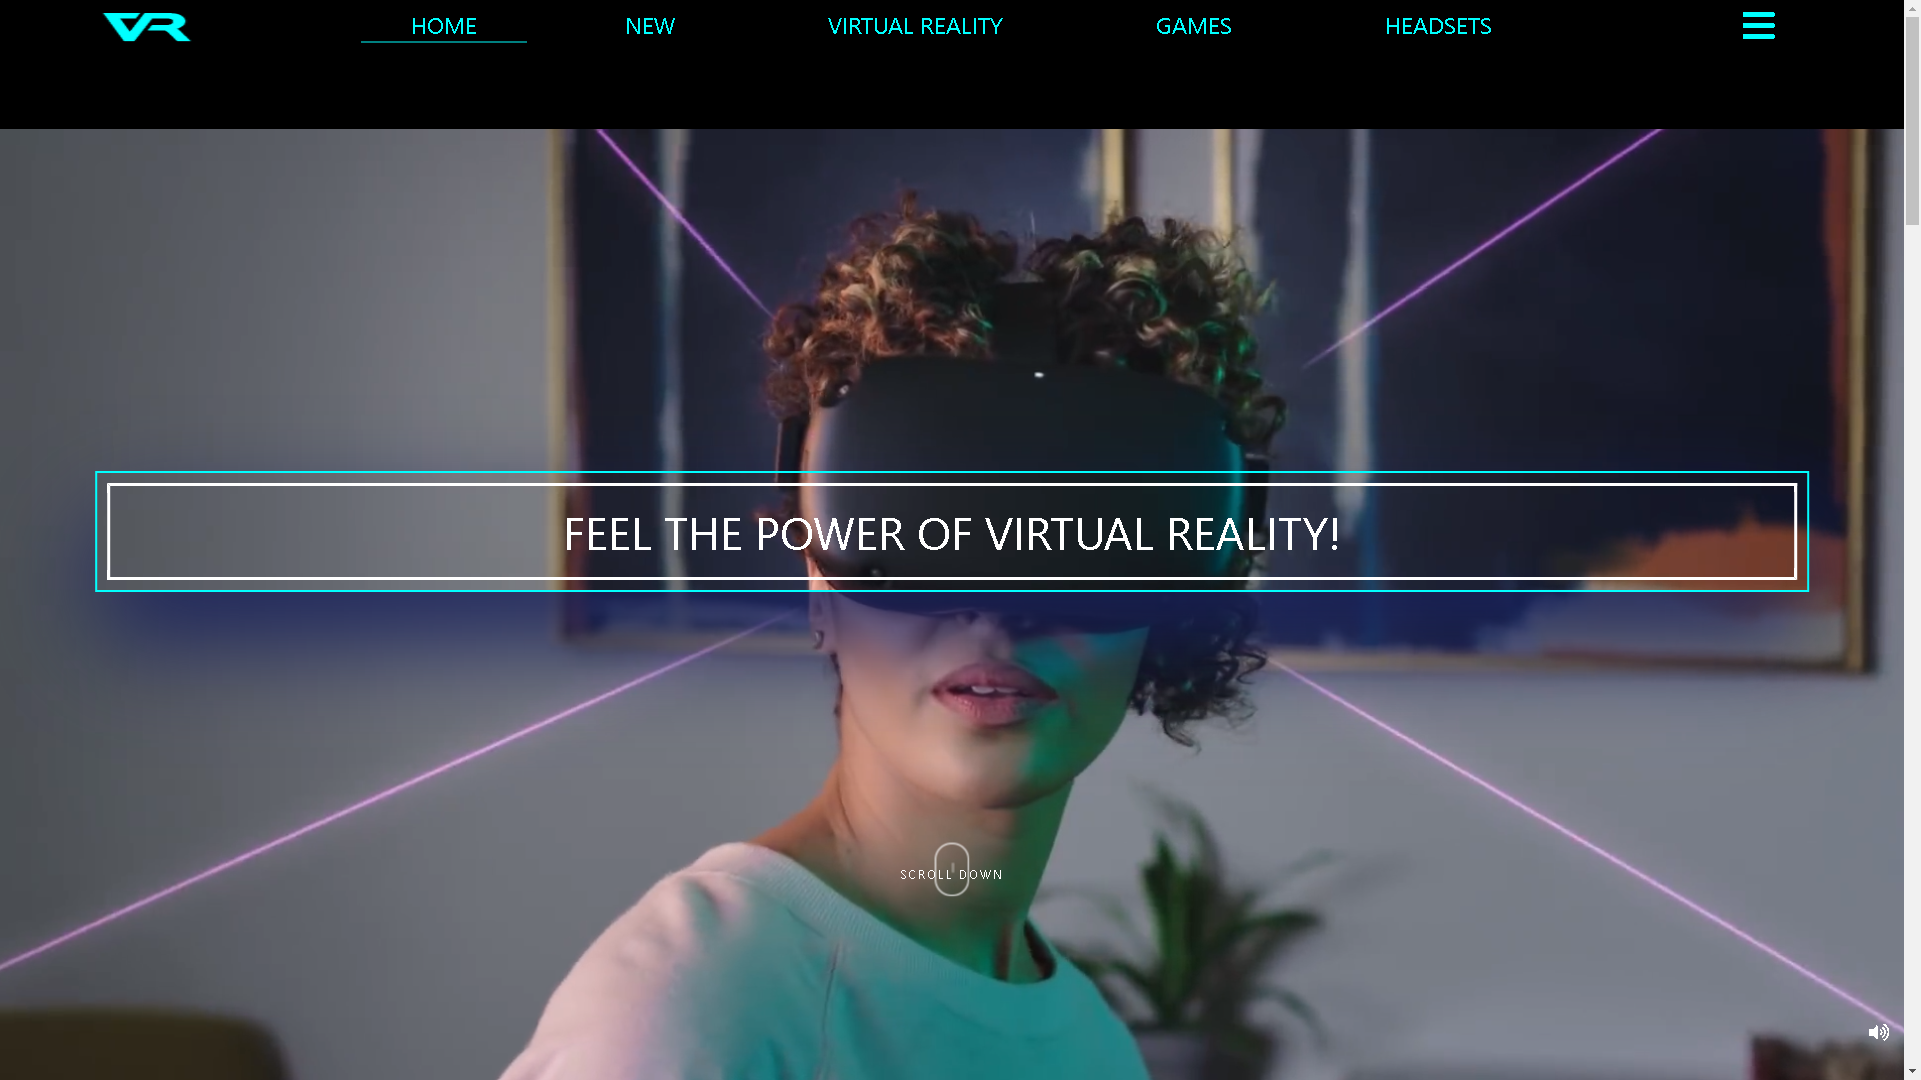 VR
HOME NEW VIRTUAL REALITY GAMES HEADSETS
FEEL THE POWER OF VIRTUAL REALITY!
SCROLL DOWN